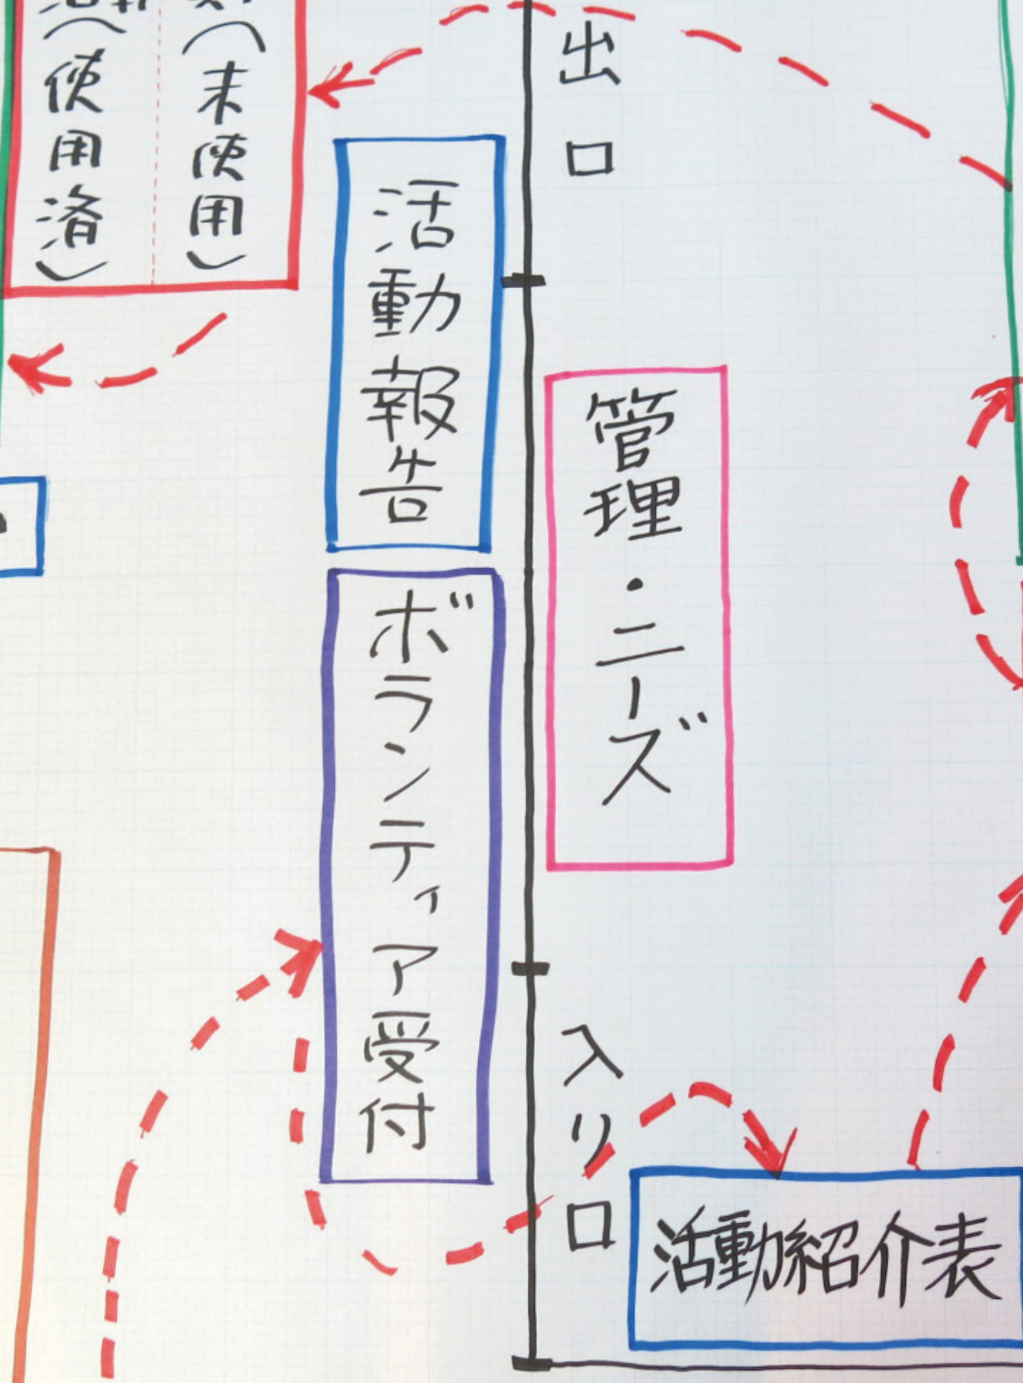 (未使用)
(使用済)
出口
活動報告
管理・ニーズ
ボランティア受付
入り口
活動紹介表